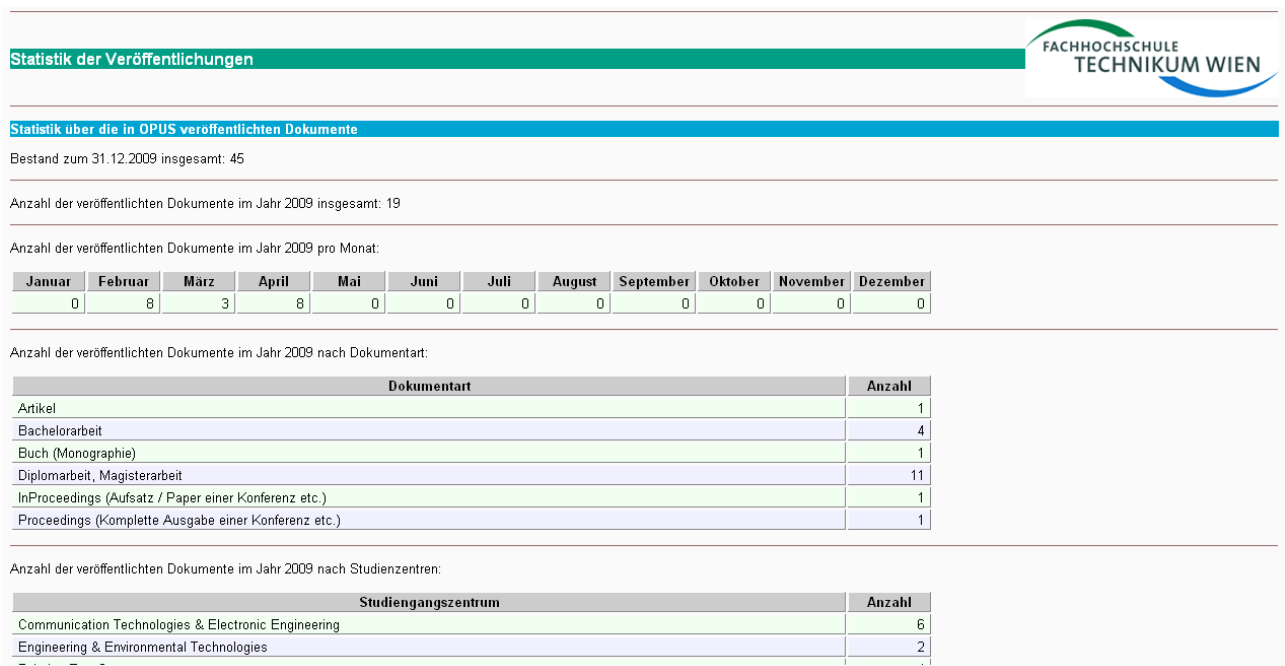 Statistik der Veröffentlichungen
FACHHOCHSCHULE
TECHNIKUM WIEN
Statistik über die in OPUS veröffentlichten Dokumente
Bestand zum 31.12.2009 insgesamt: 45
Anzahl der veröffentlichten Dokumente im Jahr 2009 insgesamt: 19
Anzahl der veröffentlichten Dokumente im Jahr 2009 pro Monat:
Januar Februar März April Mai Juni Juli August September Oktober November Dezember
0 8 3 8 0 0 0 0 0 0 0 0
Anzahl der veröffentlichten Dokumente im Jahr 2009 nach Dokumentart:
Dokumentart Anzahl
Artikel 1
Bachelorarbeit 4
Buch (Monographie) 1
Diplomarbeit, Magisterarbeit 11
InProceedings (Aufsatz / Paper einer Konferenz etc.) 1
Proceedings (Komplette Ausgabe einer Konferenz etc.) 1
Anzahl der veröffentlichten Dokumente im Jahr 2009 nach Studienzentren:
Studiengangszentrum Anzahl
Communication Technologies & Electronic Engineering 6
Engineering & Environmental Technologies 2